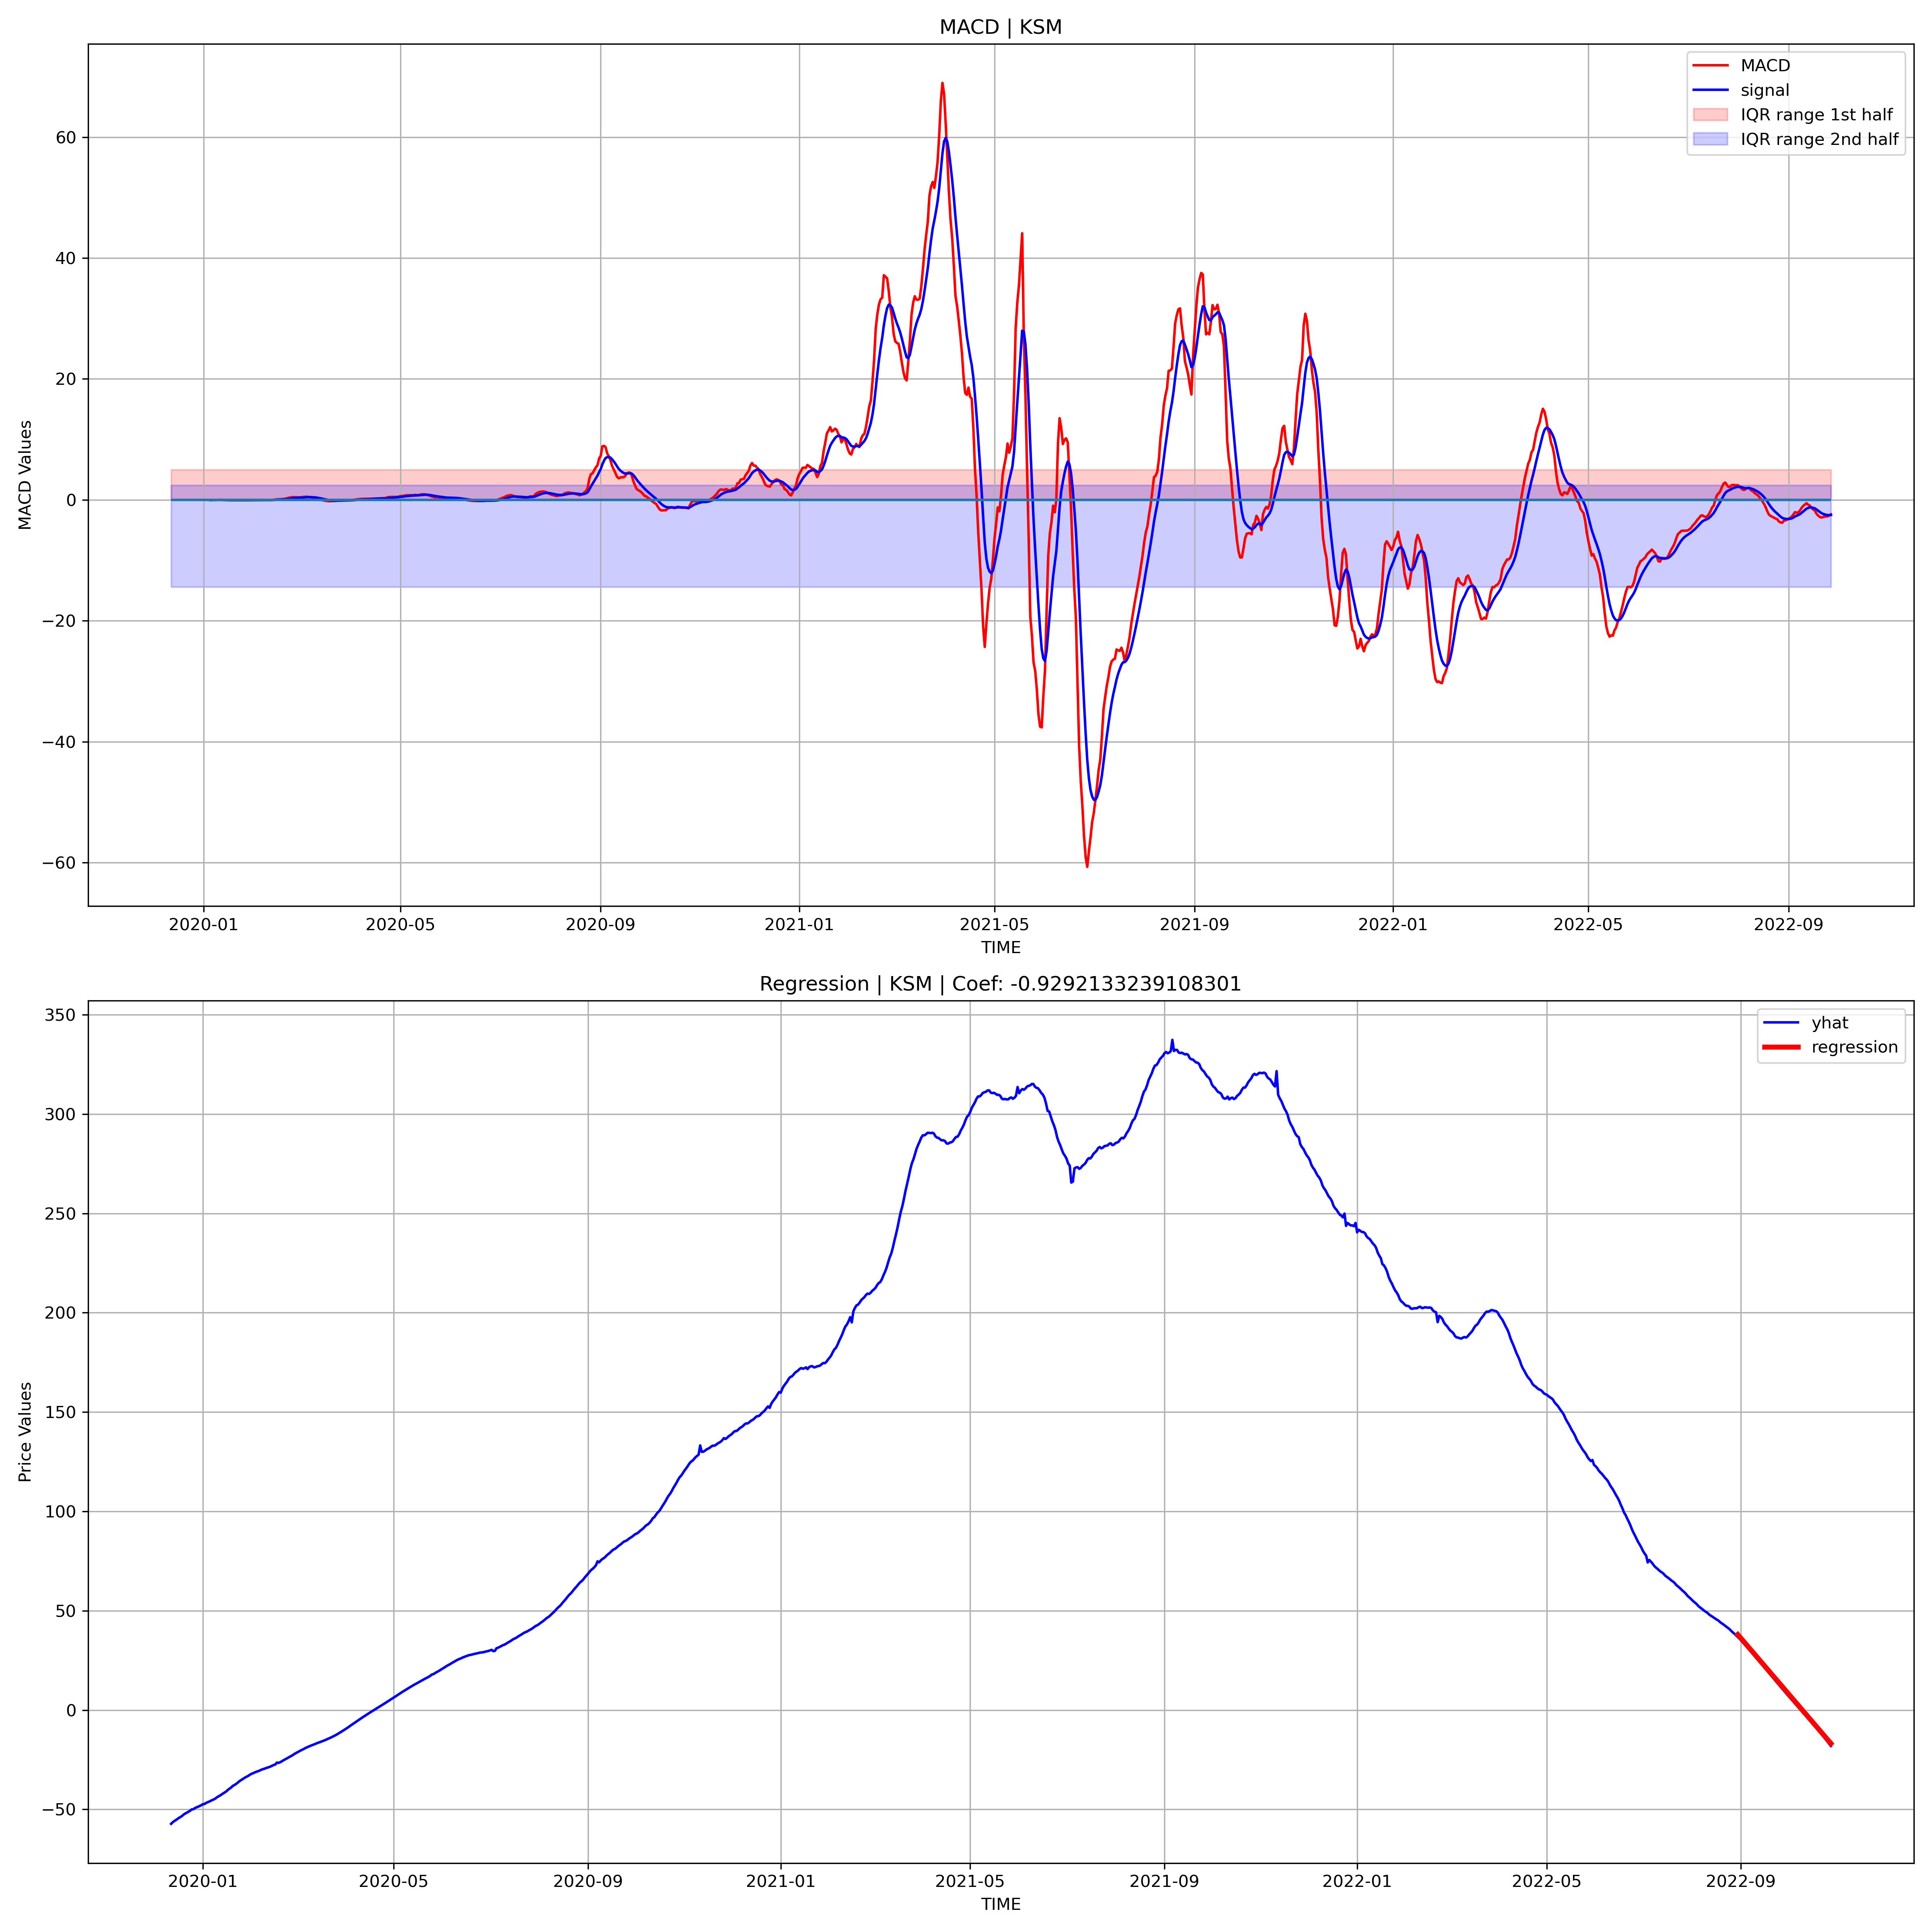 MACD | KSM
MACD
signal
IQR range 1st half
IQR range 2nd half
MACD Values
60
40
20
0
−20
−40
−60
2020-01 2020-05 2020-09 2021-01 2021-05 2021-09 2022-01 2022-05 2022-09
TIME
Regression | KSM | Coef: -0.9292133239108301
yhat
regression
Price Values
350
300
250
200
150
100
50
0
−50
2020-01 2020-05 2020-09 2021-01 2021-05 2021-09 2022-01 2022-05 2022-09
TIME